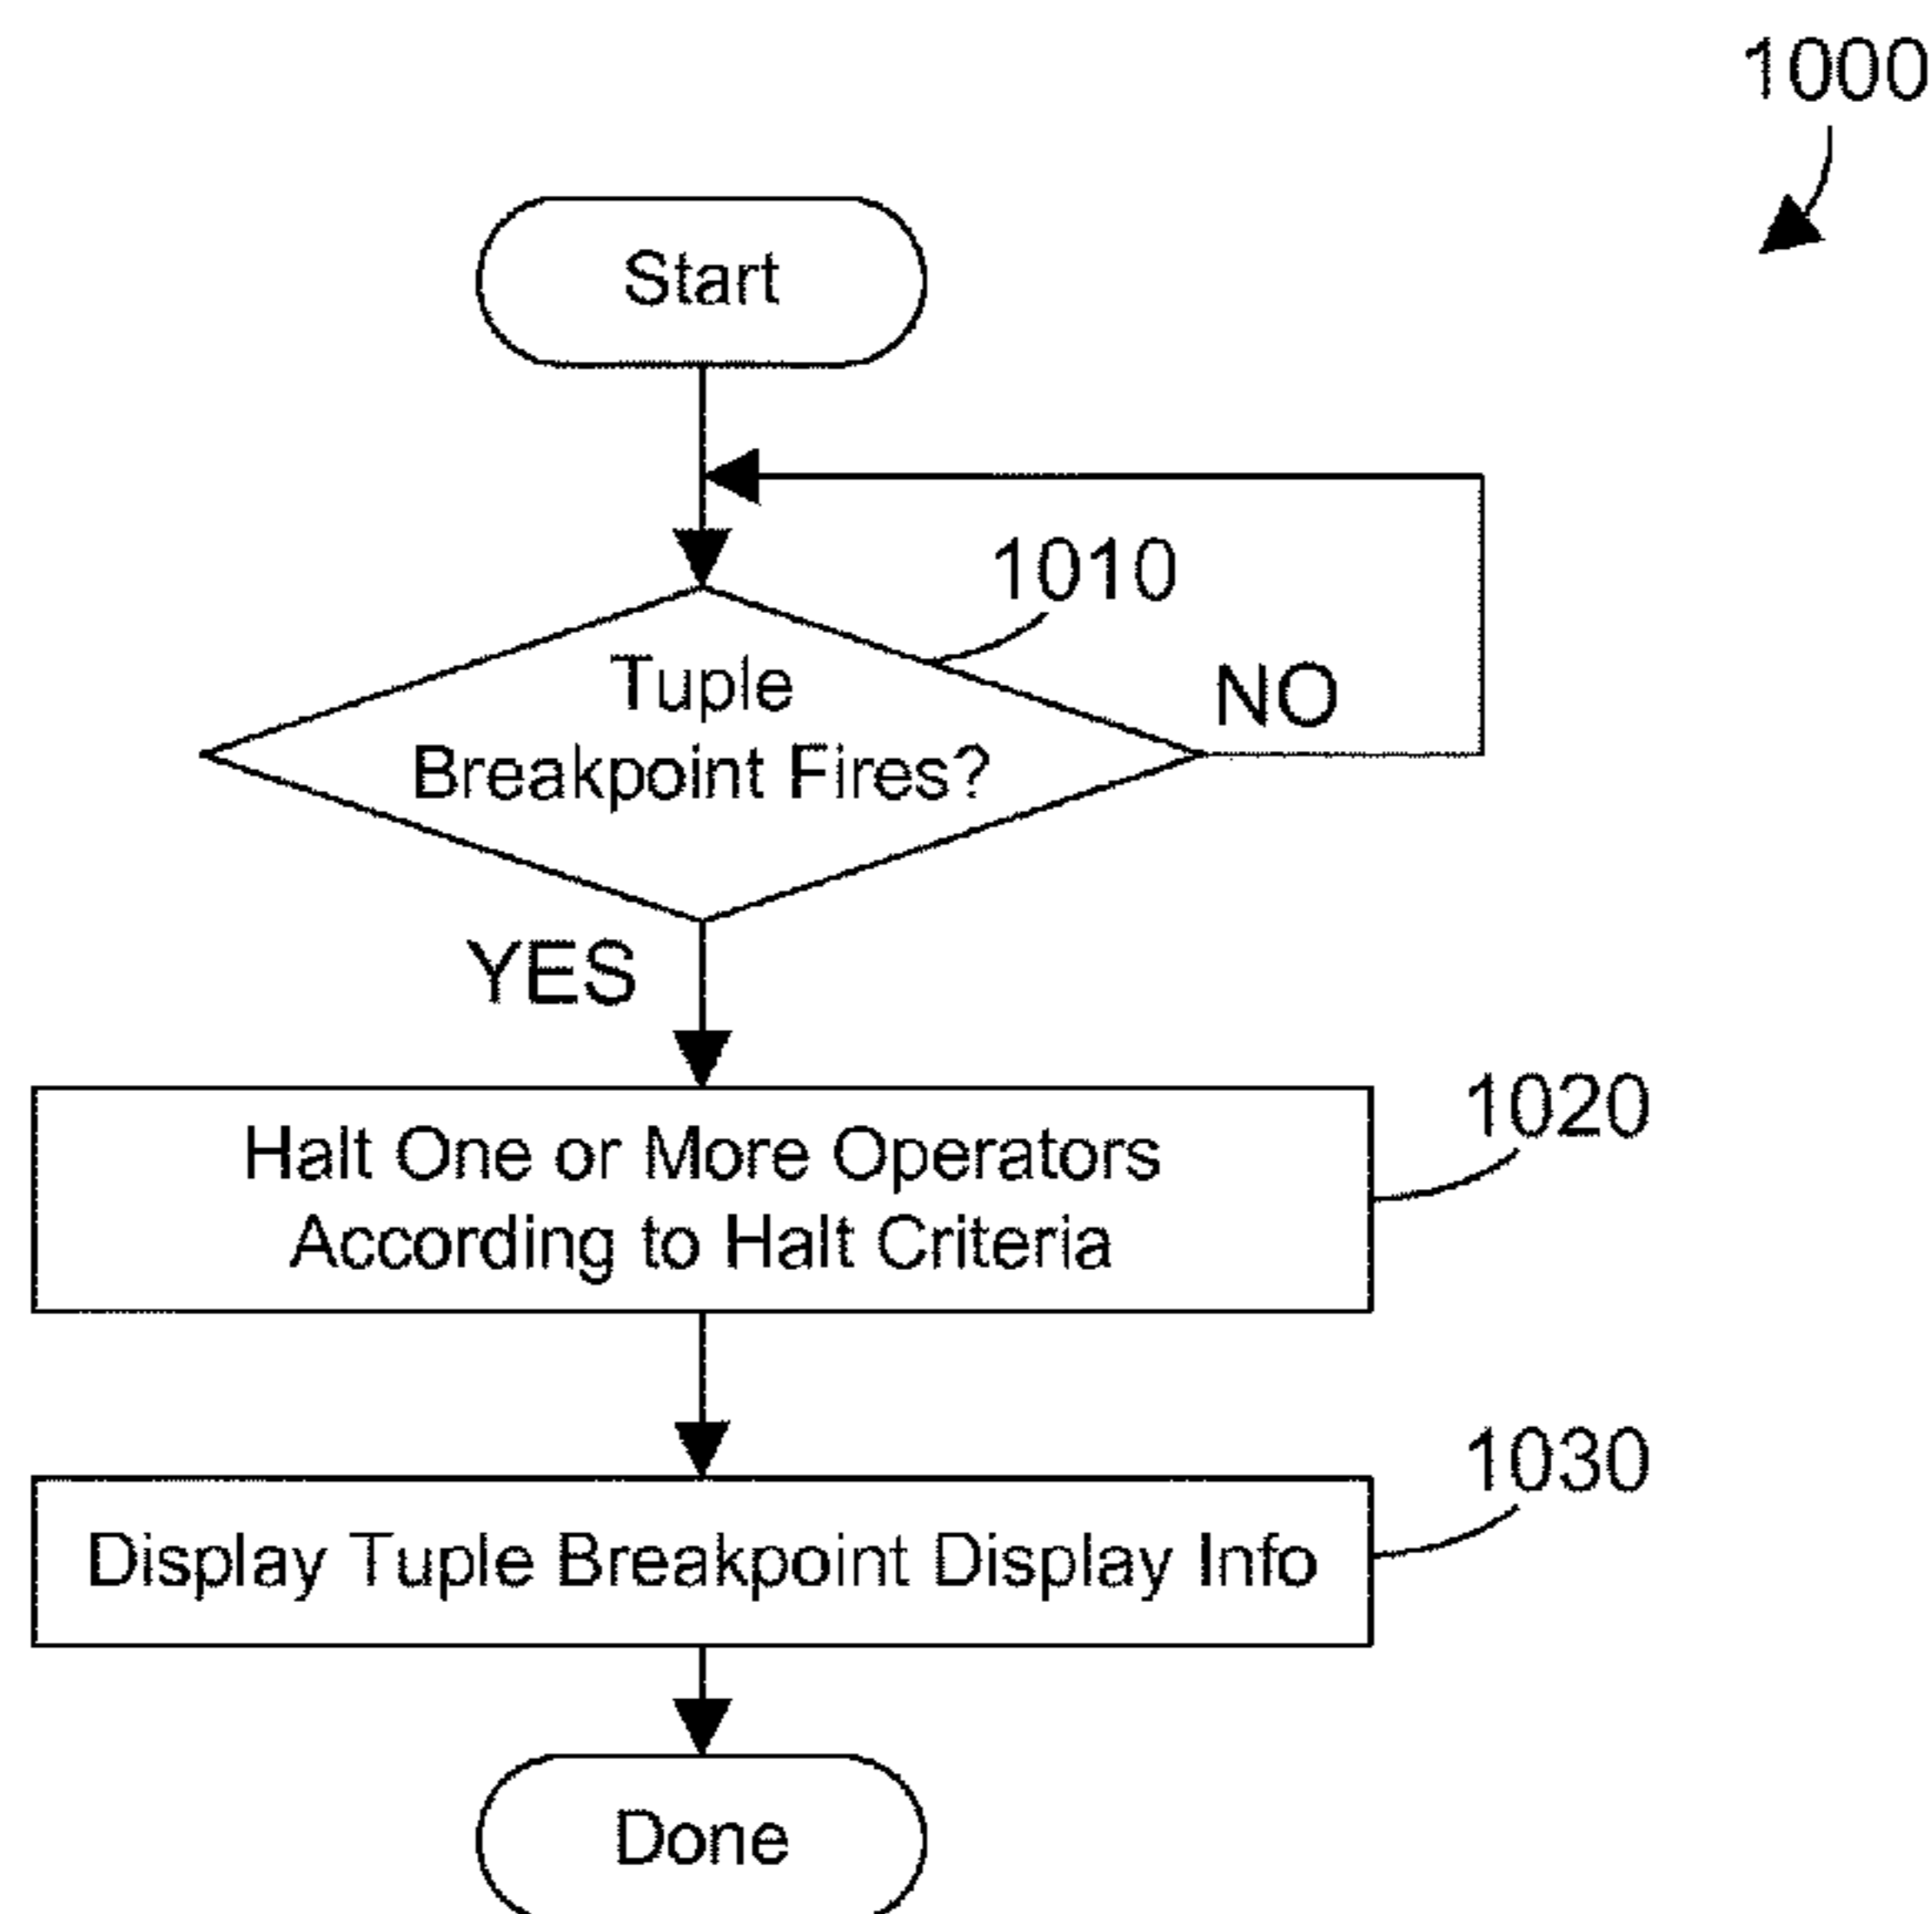 1000
Start
1010
Tuple
Breakpoint Fires?
NO
YES
Halt One or More Operators
According to Halt Criteria
1020
Display Tuple Breakpoint Display Info
1030
Done